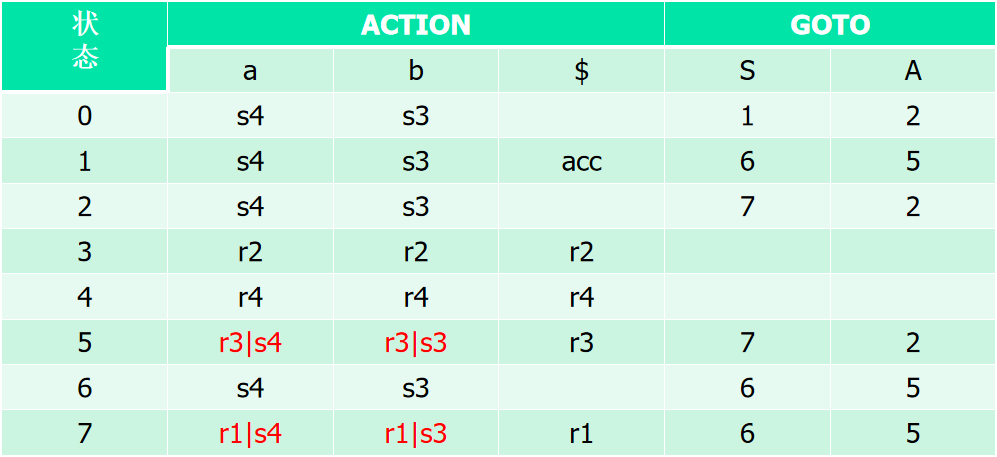 状态 ACTION GOTO
a b $ S A
0 s4 s3 1 2
1 s4 s3 acc 6 5
2 s4 s3 7 2
3 r2 r2 r2
4 r4 r4 r4
5 r3|s4 r3|s3 r3 7 2
6 s4 s3 6 5
7 r1|s4 r1|s3 r1 6 5